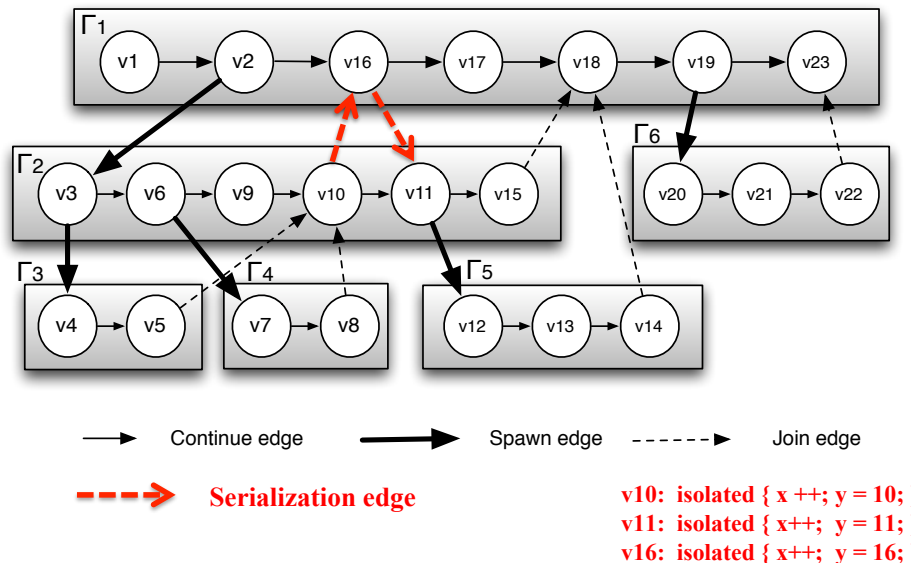 Γ1
v1 v2 v16 v17 v18 v19 v23
Γ2 Γ6
v3 v6 v9 v10 v11 v15 v20 v21 v22
Γ3 Γ4 Γ5
v4 v5 v7 v8 v12 v13 v14
Continue edge Spawn edge Join edge
Serialization edge
v10: isolated { x ++; y = 10;
v11: isolated { x++; y = 11;
v16: isolated { x++; y = 16;